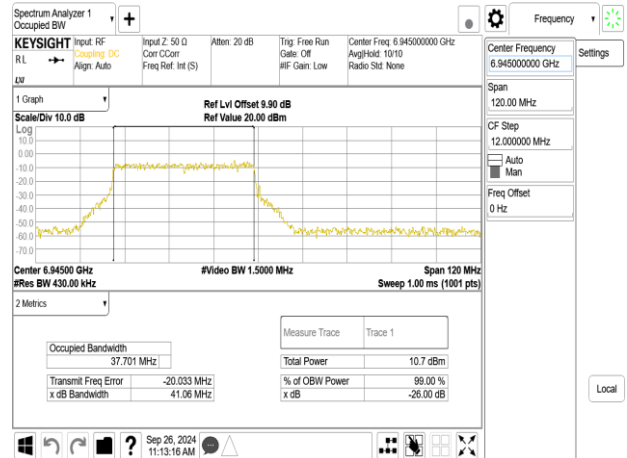 Spectrum Analyzer 1
Occupied BW
Frequency
KEYSIGHT
RL
LXI
Input: RF
Coupling: DC
Align: Auto
Input Z: 50 Ω
Corr CCorr
Freq Ref: Int (S)
Atten: 20 dB
Trig: Free Run
Gate: Off
#IF Gain: Low
Center Freq: 6.945000000 GHz
Avg|Hold: 10/10
Radio Std: None
Center Frequency
6.945000000 GHz
Settings
Span
120.00 MHz
CF Step
12.000000 MHz
Auto
Man
Freq Offset
0 Hz
Local
1 Graph
Ref Lvl Offset 9.90 dB
Scale/Div 10.0 dB
Ref Value 20.00 dBm
Log
10.0
0.00
-10.0
-20.0
-30.0
-40.0
-50.0
-60.0
-70.0
Center 6.94500 GHz
#Video BW 1.5000 MHz
Span 120 MHz
#Res BW 430.00 kHz
Sweep 1.00 ms (1001 pts)
2 Metrics
Measure Trace
Trace 1
Occupied Bandwidth
37.701 MHz
Total Power
10.7 dBm
Transmit Freq Error
-20.033 MHz
% of OBW Power
99.00 %
x dB Bandwidth
41.06 MHz
x dB
-26.00 dB
?
Sep 26, 2024
11:13:16 AM